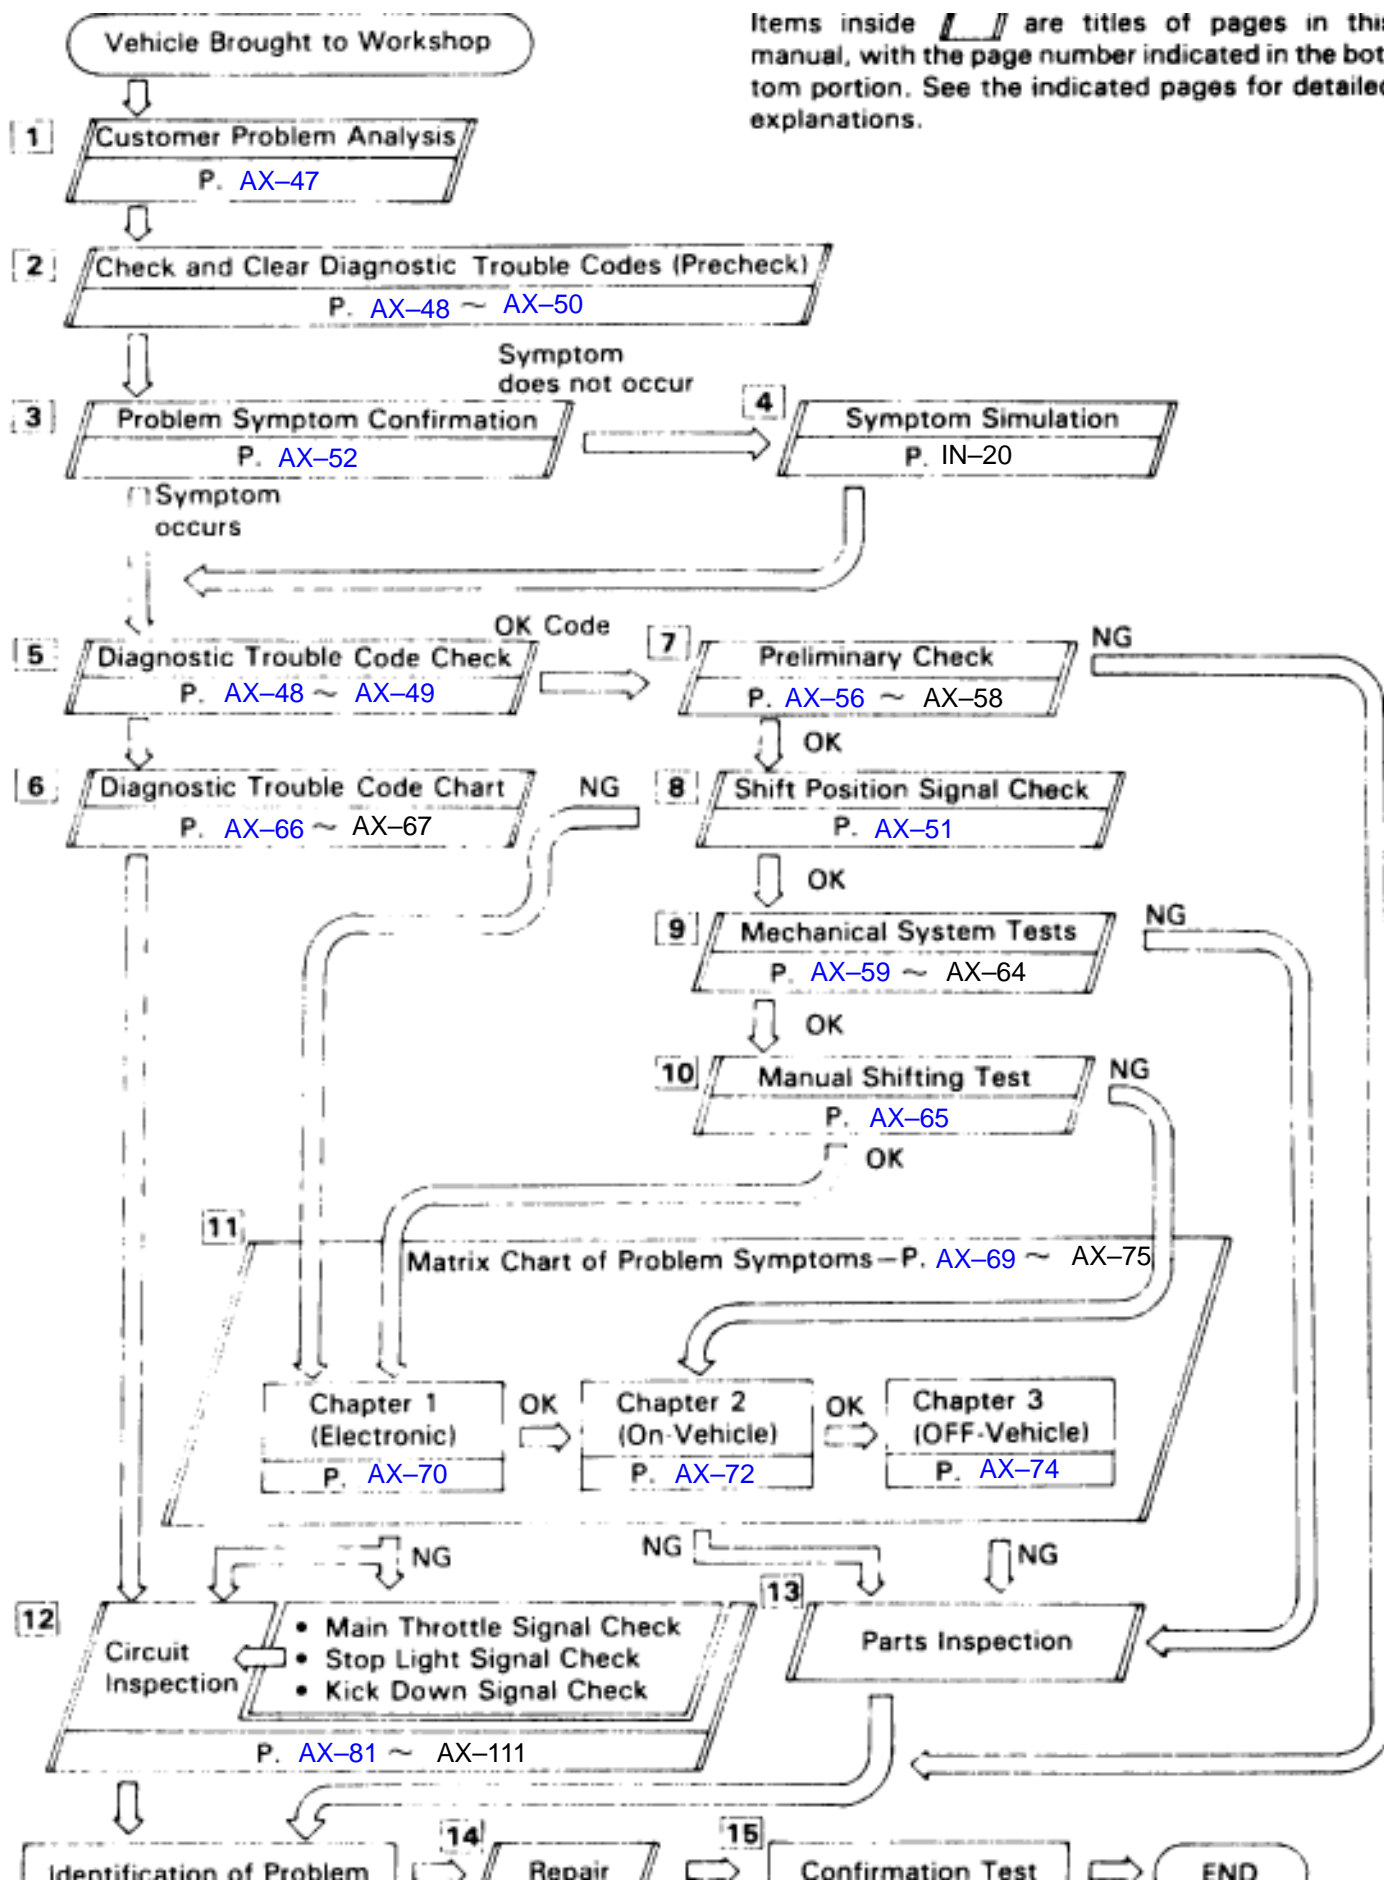 Vehicle Brought to Workshop
Items inside are titles of pages in this
manual, with the page number indicated in the bot
tom portion. See the indicated pages for detailed
explanations.
1
Customer Problem Analysis
P. AX–47
2
Check and Clear Diagnostic Trouble Codes (Precheck)
P. AX–48 ~ AX–50
Symptom
does not occur
3
Problem Symptom Confirmation
P. AX–52
4
Symptom Simulation
P. IN–20
Symptom
occurs
5
Diagnostic Trouble Code Check
P. AX–48 ~ AX–49
OK Code
7
Preliminary Check
P. AX–56 ~ AX–58
NG
OK
6
Diagnostic Trouble Code Chart
P. AX–66 ~ AX–67
NG
8
Shift Position Signal Check
P. AX–51
OK
9
Mechanical System Tests
P. AX–59 ~ AX–64
NG
OK
10
Manual Shifting Test
P. AX–65
NG
OK
11
Matrix Chart of Problem Symptoms—P. AX–69 ~ AX–75
Chapter 1
(Electronic)
P. AX–70
OK
Chapter 2
(On-Vehicle)
P. AX–72
OK
Chapter 3
(OFF-Vehicle)
P. AX–74
NG
NG
NG
12
Circuit
Inspection
• Main Throttle Signal Check
• Stop Light Signal Check
• Kick Down Signal Check
P. AX–81 ~ AX–111
13
Parts Inspection
Identification of Problem
14
Repair
15
Confirmation Test
END